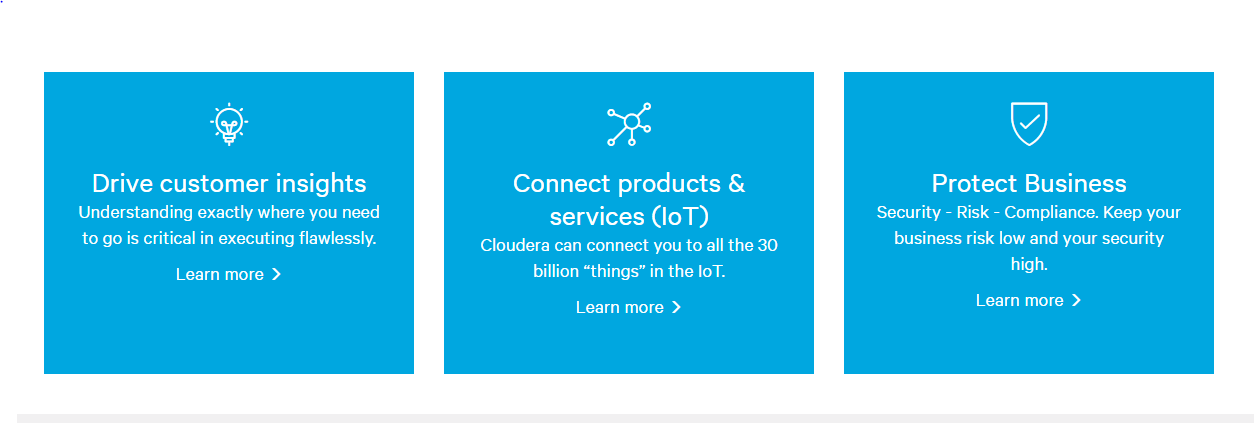 Drive customer insights
Understanding exactly where you need
to go is critical in executing flawlessly.
Learn more
Connect products &
services (IoT)
Cloudera can connect you to all the 30
billion “things” in the IoT.
Learn more
Protect Business
Security - Risk - Compliance. Keep your
business risk low and your security
high.
Learn more